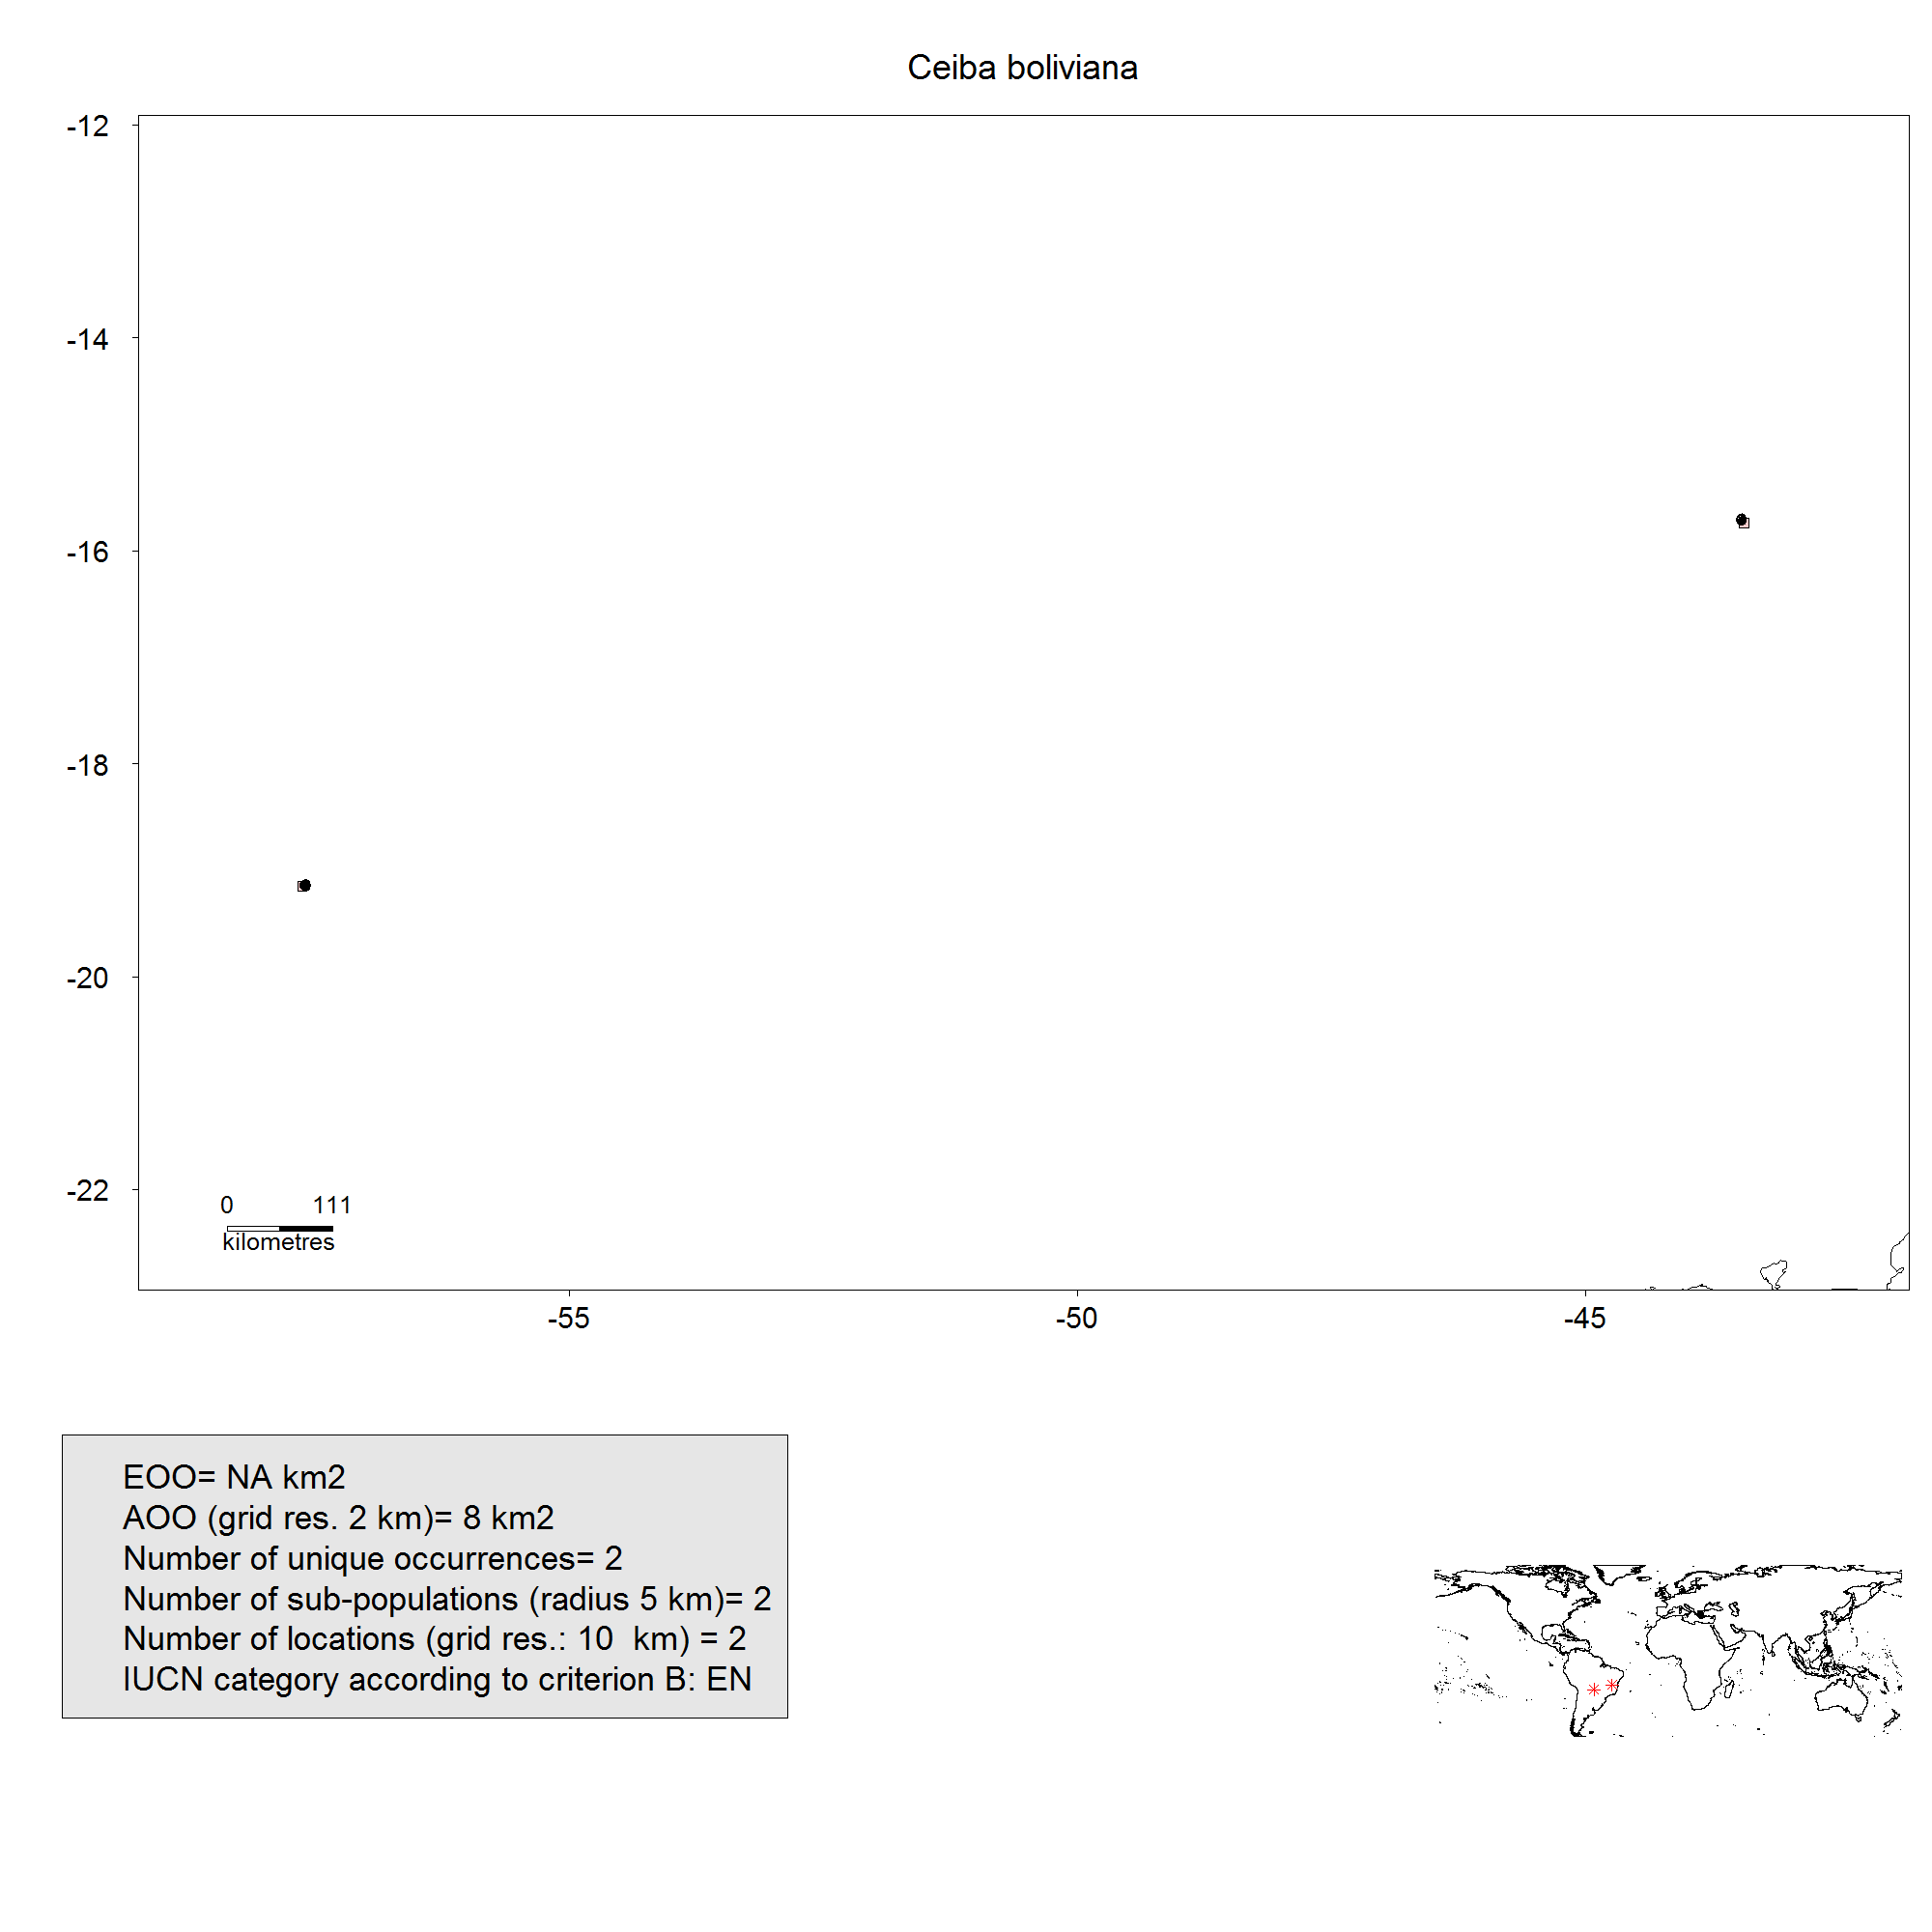 Ceiba boliviana
-12
-14
-16
-18
-20
-22
0 111
kilometres
-55 -50 -45
EOO= NA km2
AOO (grid res. 2 km)= 8 km2
Number of unique occurrences= 2
Number of sub-populations (radius 5 km)= 2
Number of locations (grid res.: 10  km) = 2
IUCN category according to criterion B: EN